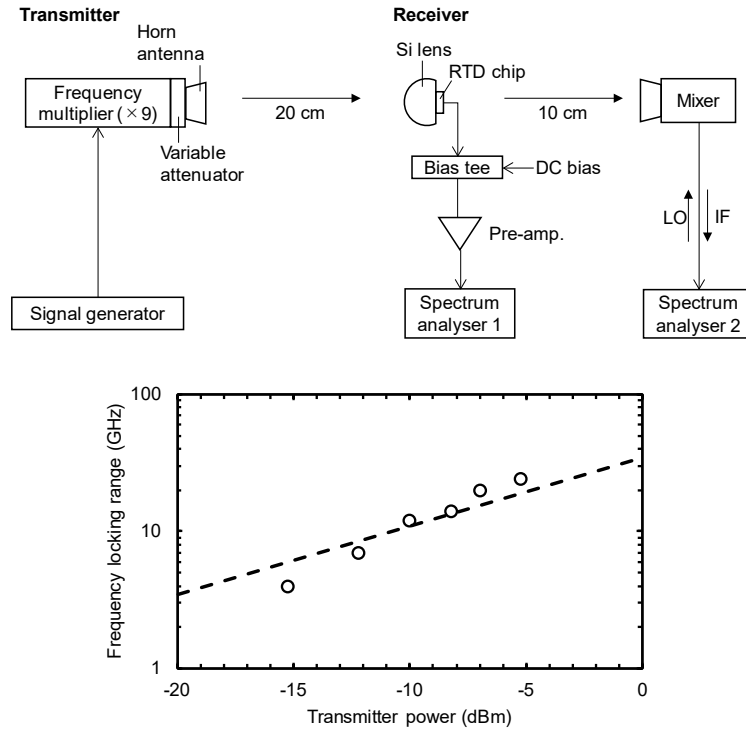 Transmitter
Receiver
Horn
antenna
Si lens
RTD chip
Frequency
multiplier (×9)
20 cm
10 cm
Mixer
Variable
attenuator
Bias tee
DC bias
LO
IF
Pre-amp.
Signal generator
Spectrum
analyser 1
Spectrum
analyser 2
Frequency locking range (GHz)
100
10
1
-20
-15
-10
-5
0
Transmitter power (dBm)